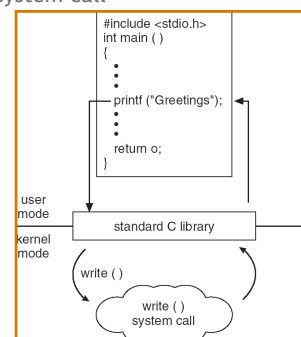 System Call
#include <stdio.h>
int main ( )
{
•
•
•
printf ("Greetings");
•
•
•
return o;
}
user
mode
standard C library
kernel
mode
write ( )
write ( )
system call